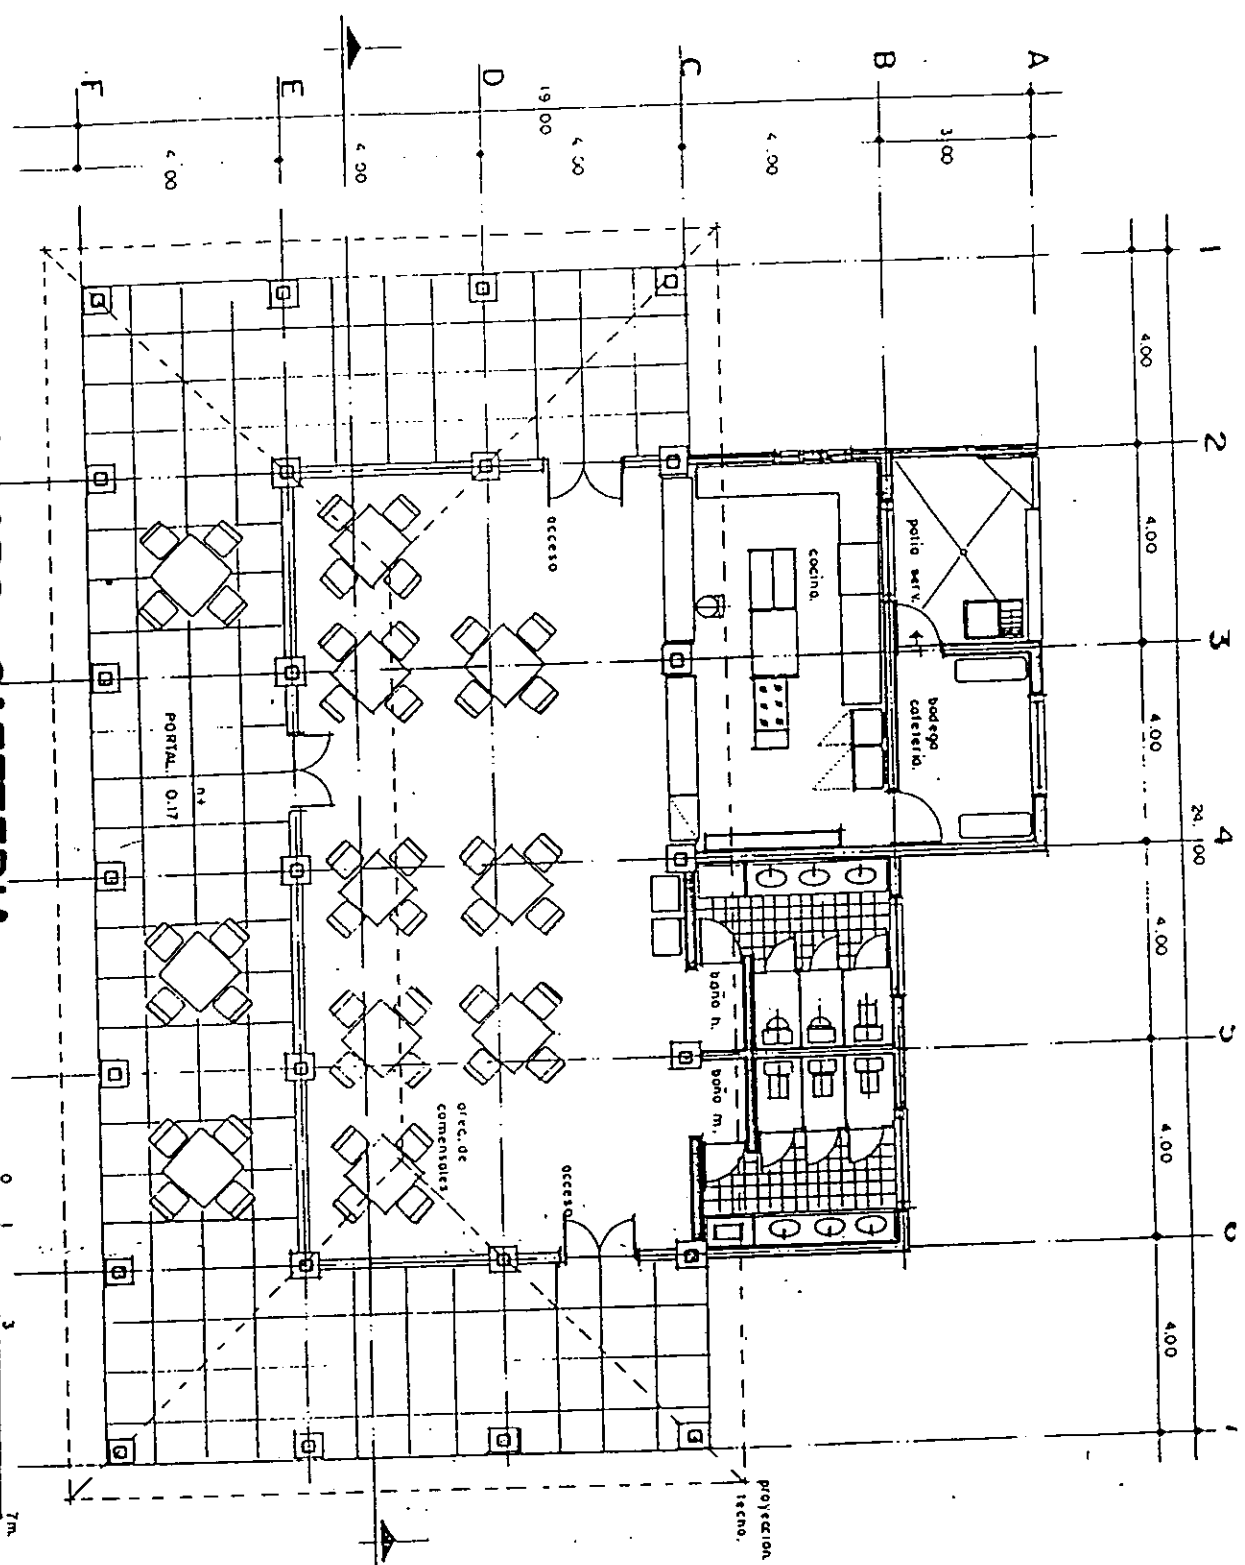 1
2
3
4
6
4.00
4.00
4.00
4.00
4.00
4.00
24.00
A
B
C
D
E
F
3.00
4.00
4.00
4.00
4.00
19.00
patio serv.
bodega
cafeteria.
cocina.
acceso
baño h.
baño m.
area de
comensales
acceso
PORTAL.
n+
0.17
proyeccion
techo.
0
1
3
7m.